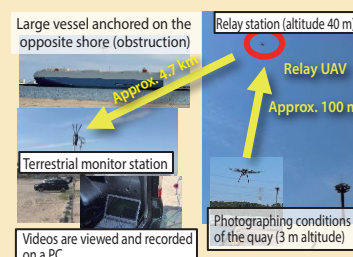 Large vessel anchored on the
opposite shore (obstruction)
Relay station (altitude 40 m)
Approx. 4.7 km
Relay UAV
Approx. 100 m
Terrestrial monitor station
Photographing conditions
of the quay (3 m altitude)
Videos are viewed and recorded
on a PC